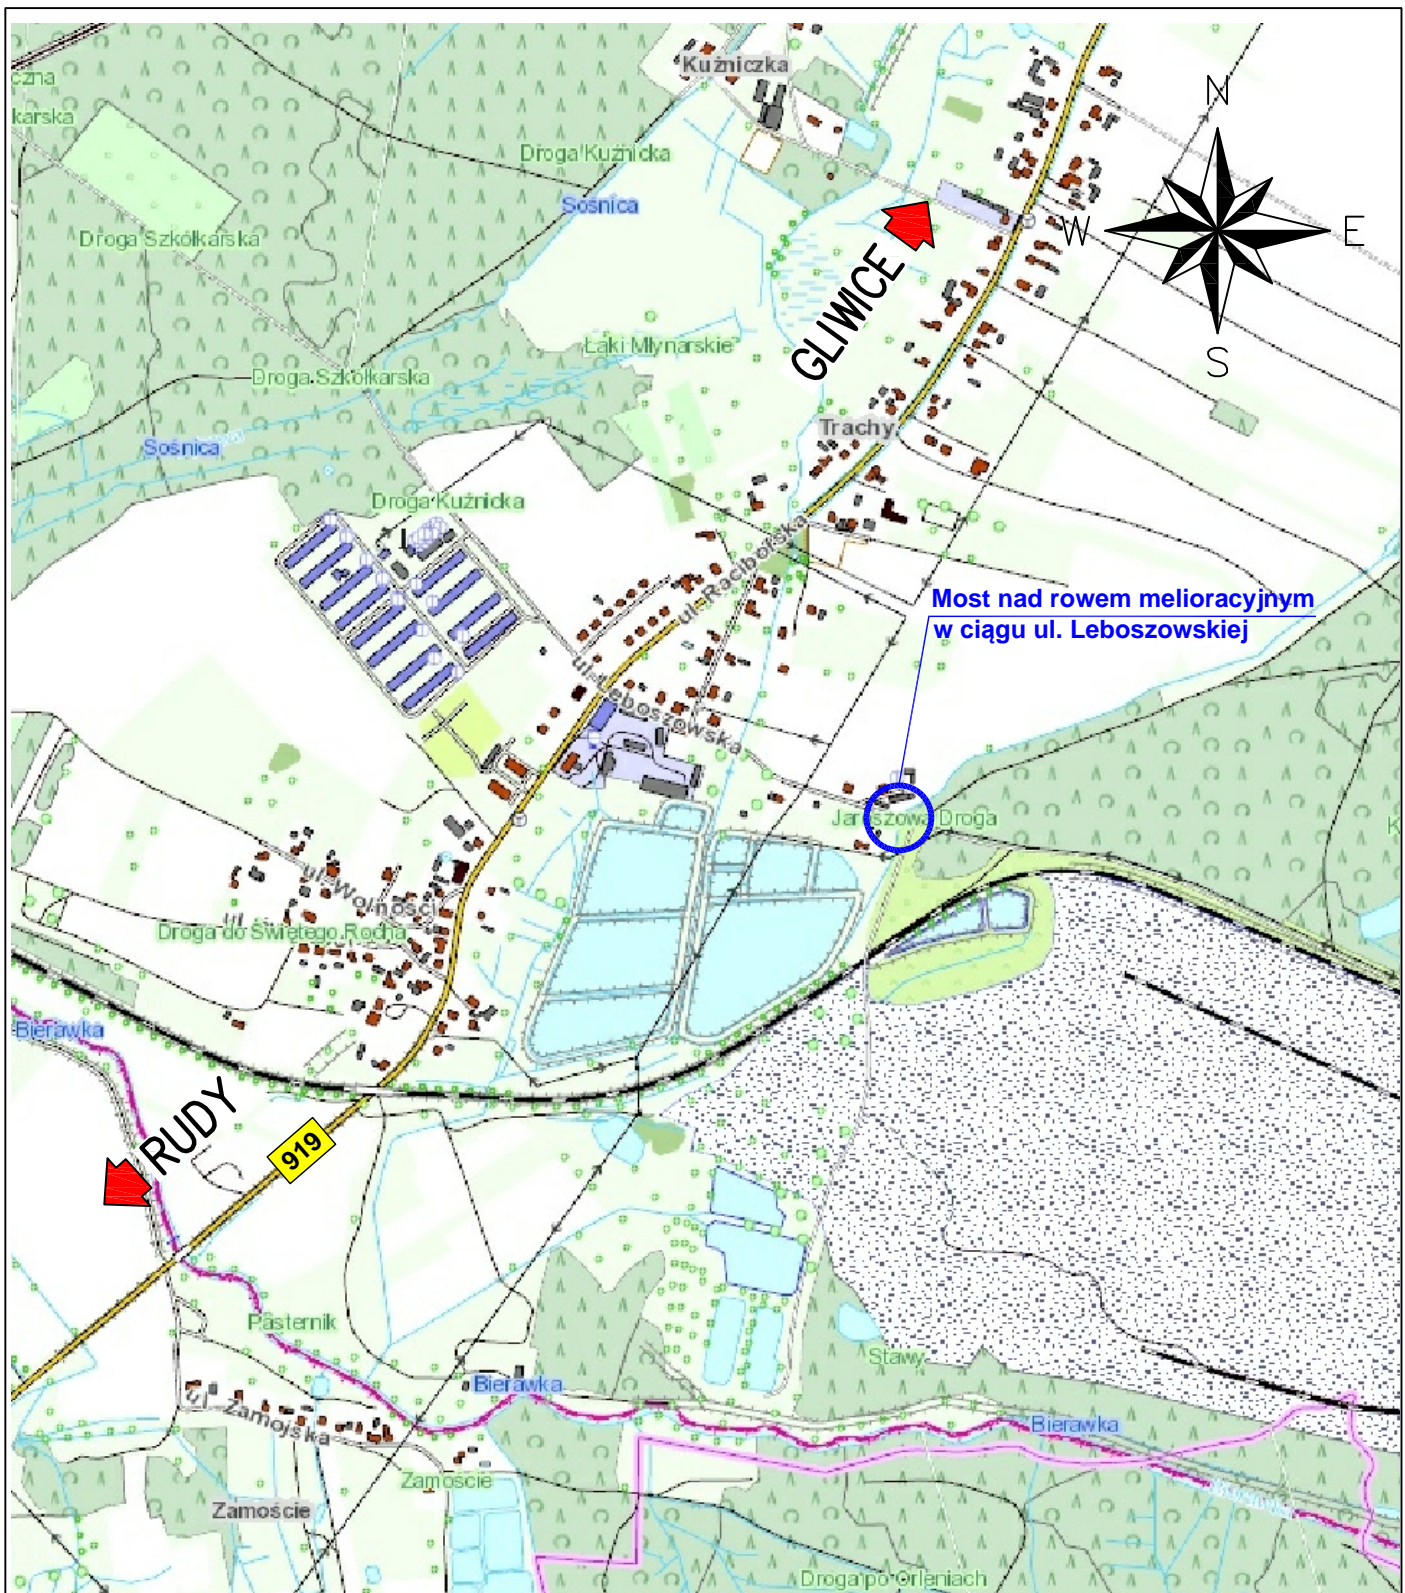 Kuźniczka
czna
karska
N
Droga Kuźnicka
Sośnica
W
E
Droga Szkółkarska
GLIWICE
S
Łąki Młynarskie
Droga Szkółkarska
Trachy
Sośnica
Droga Kuźnicka
ul. Raciborska
Most nad rowem melioracyjnym
w ciągu ul. Leboszowskiej
ul. Leboszowska
Jaroszowa Droga
K
ul. Wolności
Droga do Świętego Rocha
Bierawka
RUDY
919
Pasternik
Stawy
Bierawka
ul. Zamojska
Bierawka
Zamoście
Zamoście
Droga po Orleniach